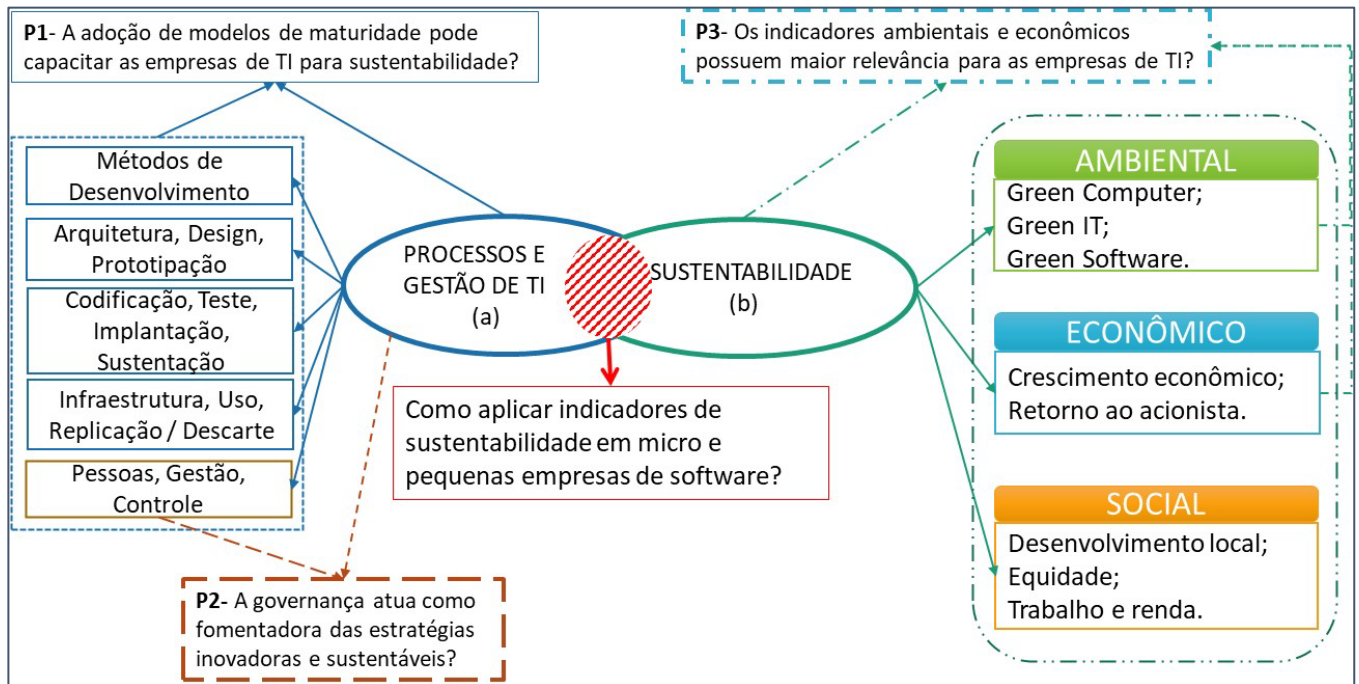 P1- A adoção de modelos de maturidade pode
capacitar as empresas de TI para sustentabilidade?
P3- Os indicadores ambientais e econômicos
possuem maior relevância para as empresas de TI?
Métodos de
Desenvolvimento
Arquitetura, Design,
Prototipação
Codificação, Teste,
Implantação,
Sustentação
Infraestrutura, Uso,
Replicação / Descarte
Pessoas, Gestão,
Controle
PROCESSOS E
GESTÃO DE TI
(a)
SUSTENTABILIDADE
(b)
Como aplicar indicadores de
sustentabilidade em micro e
pequenas empresas de software?
AMBIENTAL
Green Computer;
Green IT;
Green Software.
ECONÔMICO
Crescimento econômico;
Retorno ao acionista.
SOCIAL
Desenvolvimento local;
Equidade;
Trabalho e renda.
P2- A governança atua como
fomentadora das estratégias
inovadoras e sustentáveis?